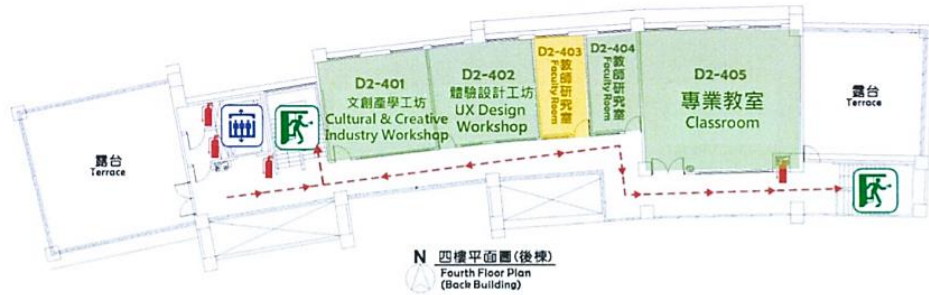 露台
Terrace
D2-401
文創產學工坊
Cultural & Creative
Industry Workshop
D2-402
體驗設計工坊
UX Design
Workshop
D2-403
教師研究室
Faculty Room
D2-404
教師研究室
Faculty Room
D2-405
專業教室
Classroom
露台
Terrace
N 四樓平面圖(後棟)
Fourth Floor Plan
(Back Building)